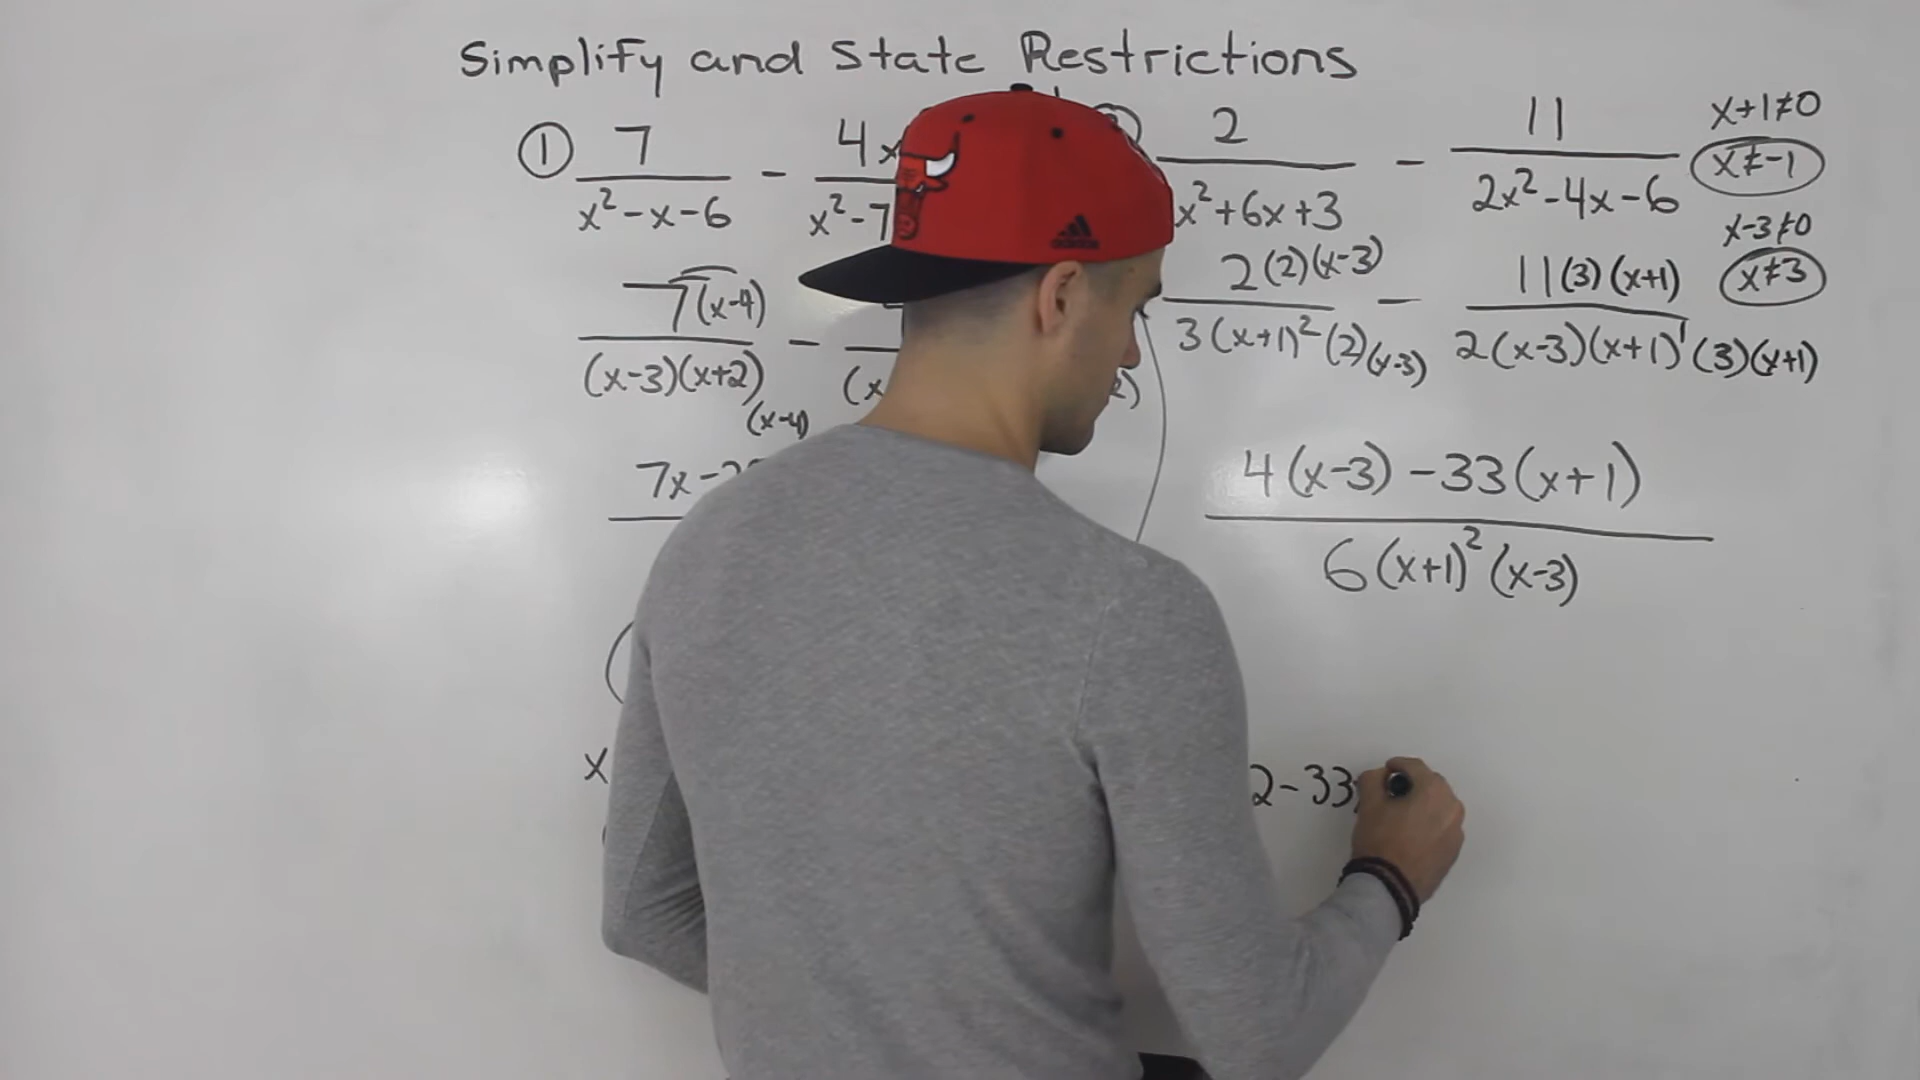 Simplify and State Restrictions
① 7 / x²-x-6 - 4x / x²-7
7(x-4) / (x-3)(x+2)(x-4) - (x
7x-2
x
2 / x²+6x+3 - 11 / 2x²-4x-6
x+1≠0
x≠-1
x-3≠0
x≠3
2(2)(x-3) / 3(x+1)²(2)(x-3) - 11(3)(x+1) / 2(x-3)(x+1)¹(3)(x+1)
4(x-3)-33(x+1) / 6(x+1)²(x-3)
2-33